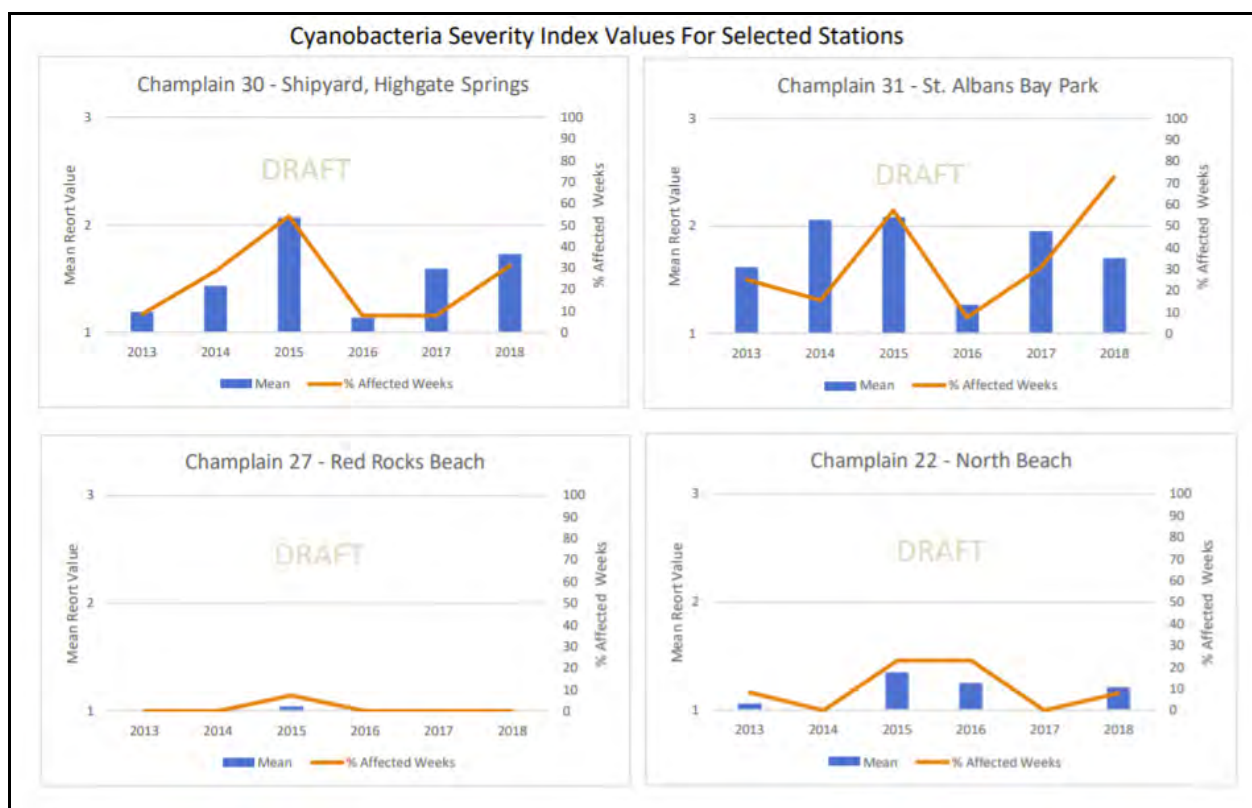 Cyanobacteria Severity Index Values For Selected Stations
Champlain 30 - Shipyard, Highgate Springs
DRAFT
Mean Reort Value
3
2
1
100
90
80
70
60
50
40
30
20
10
0
% Affected Weeks
2013 2014 2015 2016 2017 2018
Mean % Affected Weeks
Champlain 31 - St. Albans Bay Park
DRAFT
Mean Reort Value
3
2
1
100
90
80
70
60
50
40
30
20
10
0
% Affected Weeks
2013 2014 2015 2016 2017 2018
Mean % Affected Weeks
Champlain 27 - Red Rocks Beach
DRAFT
Mean Reort Value
3
2
1
100
90
80
70
60
50
40
30
20
10
0
% Affected Weeks
2013 2014 2015 2016 2017 2018
Mean % Affected Weeks
Champlain 22 - North Beach
DRAFT
Mean Reort Value
3
2
1
100
90
80
70
60
50
40
30
20
10
0
% Affected Weeks
2013 2014 2015 2016 2017 2018
Mean % Affected Weeks